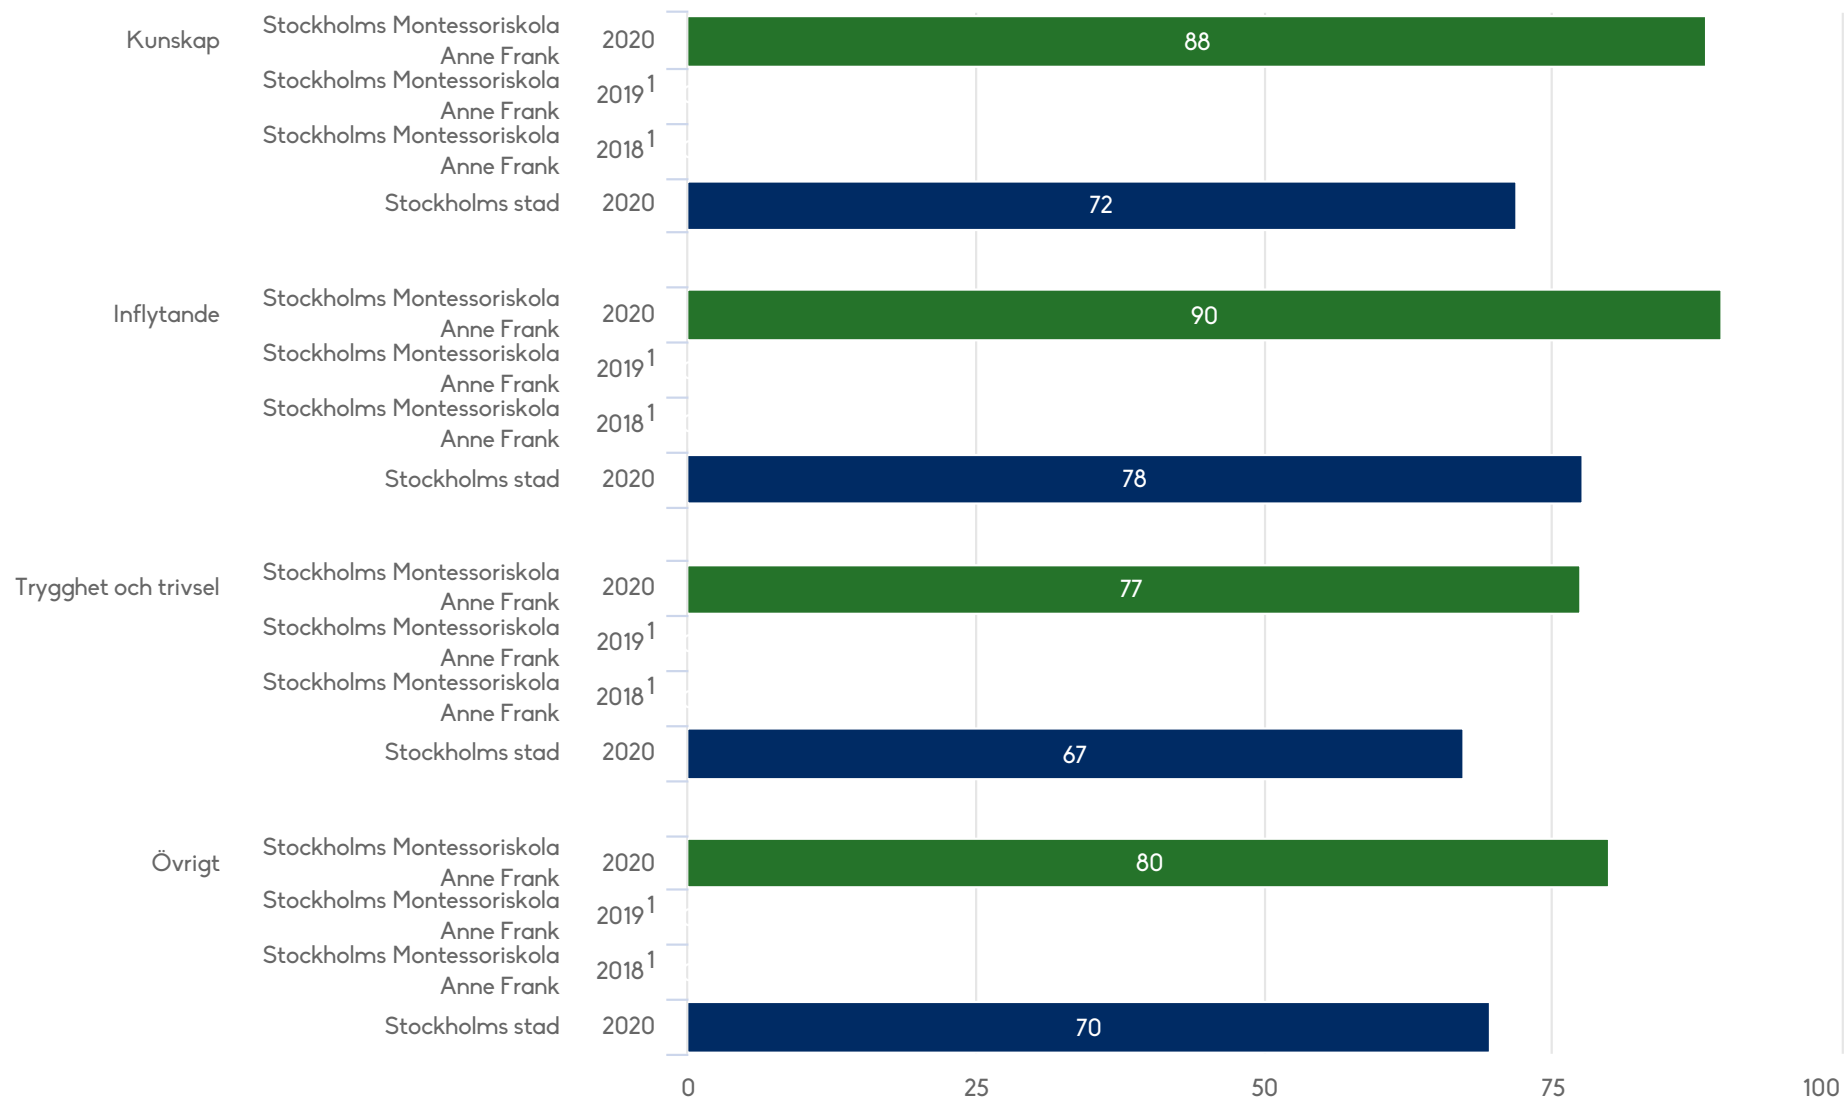 Kunskap
Stockholms Montessoriskola
Anne Frank
2020
88
Stockholms Montessoriskola
Anne Frank
2019 1
Stockholms Montessoriskola
Anne Frank
2018 1
Stockholms stad
2020
72
Inflytande
Stockholms Montessoriskola
Anne Frank
2020
90
Stockholms Montessoriskola
Anne Frank
2019 1
Stockholms Montessoriskola
Anne Frank
2018 1
Stockholms stad
2020
78
Trygghet och trivsel
Stockholms Montessoriskola
Anne Frank
2020
77
Stockholms Montessoriskola
Anne Frank
2019 1
Stockholms Montessoriskola
Anne Frank
2018 1
Stockholms stad
2020
67
Övrigt
Stockholms Montessoriskola
Anne Frank
2020
80
Stockholms Montessoriskola
Anne Frank
2019 1
Stockholms Montessoriskola
Anne Frank
2018 1
Stockholms stad
2020
70
0 25 50 75 100